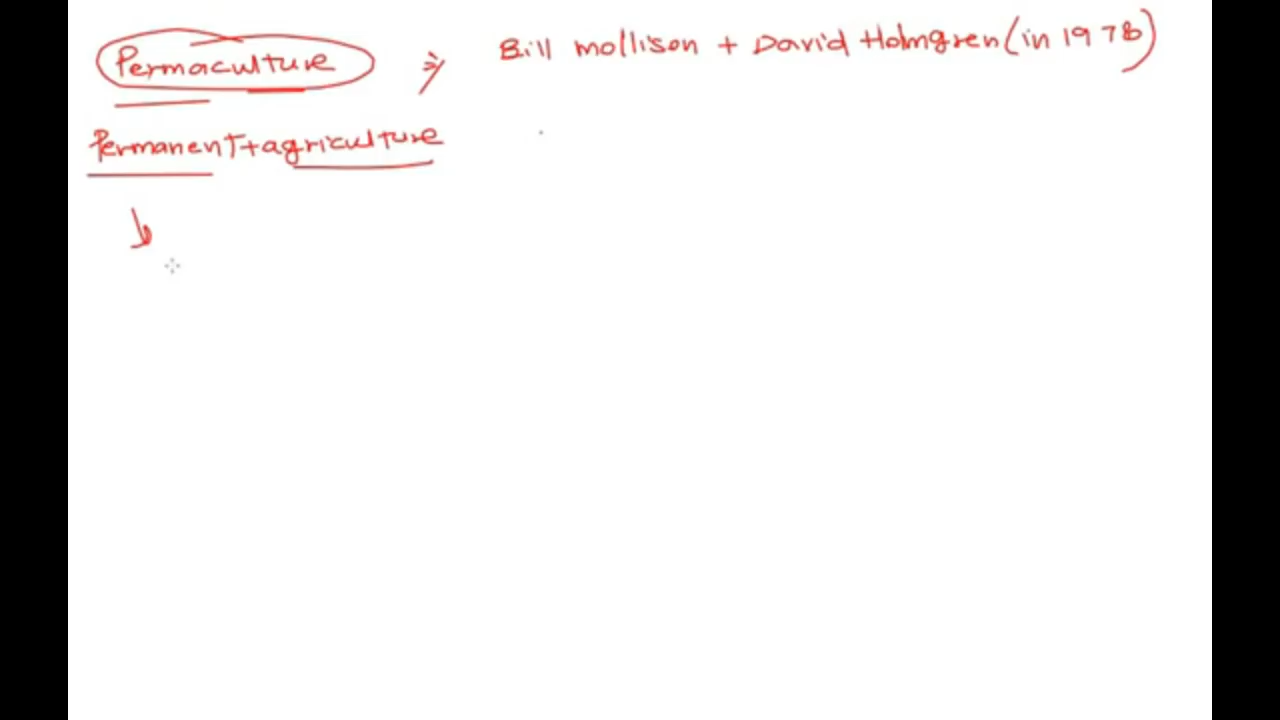 Permaculture ⇒ Bill mollison + David Holmgren (in 1978)
Permanent+agriculture